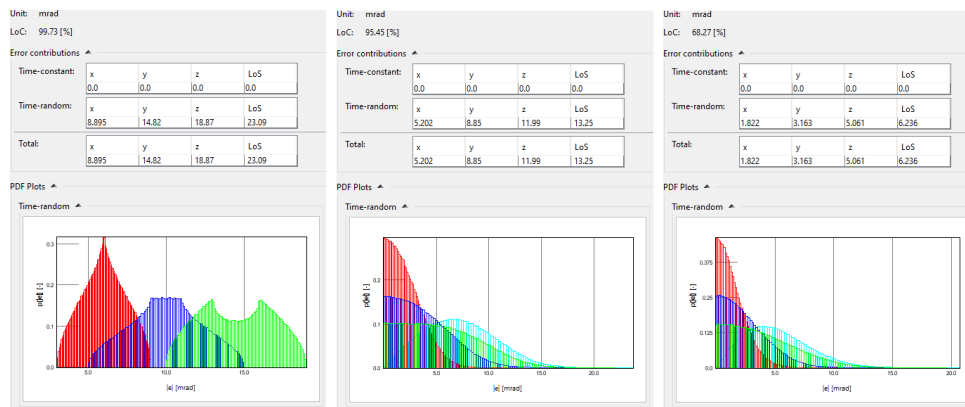 Unit: mrad
LoC: 99.73 [%]
Error contributions
Time-constant:
x y z LoS
0.0 0.0 0.0 0.0
Time-random:
x y z LoS
8.895 14.82 18.87 23.09
Total:
x y z LoS
8.895 14.82 18.87 23.09
PDF Plots
Time-random
0.3
0.2
0.1
0.0
5.0 10.0 15.0
|e| [mrad]
Unit: mrad
LoC: 95.45 [%]
Error contributions
Time-constant:
x y z LoS
0.0 0.0 0.0 0.0
Time-random:
x y z LoS
5.202 8.85 11.99 13.25
Total:
x y z LoS
5.202 8.85 11.99 13.25
PDF Plots
Time-random
0.2
0.1
0.0
5.0 10.0 15.0 20.0
|e| [mrad]
Unit: mrad
LoC: 68.27 [%]
Error contributions
Time-constant:
x y z LoS
0.0 0.0 0.0 0.0
Time-random:
x y z LoS
1.822 3.163 5.061 6.236
Total:
x y z LoS
1.822 3.163 5.061 6.236
PDF Plots
Time-random
0.375
0.25
0.125
0.0
5.0 10.0 15.0 20.0
|e| [mrad]